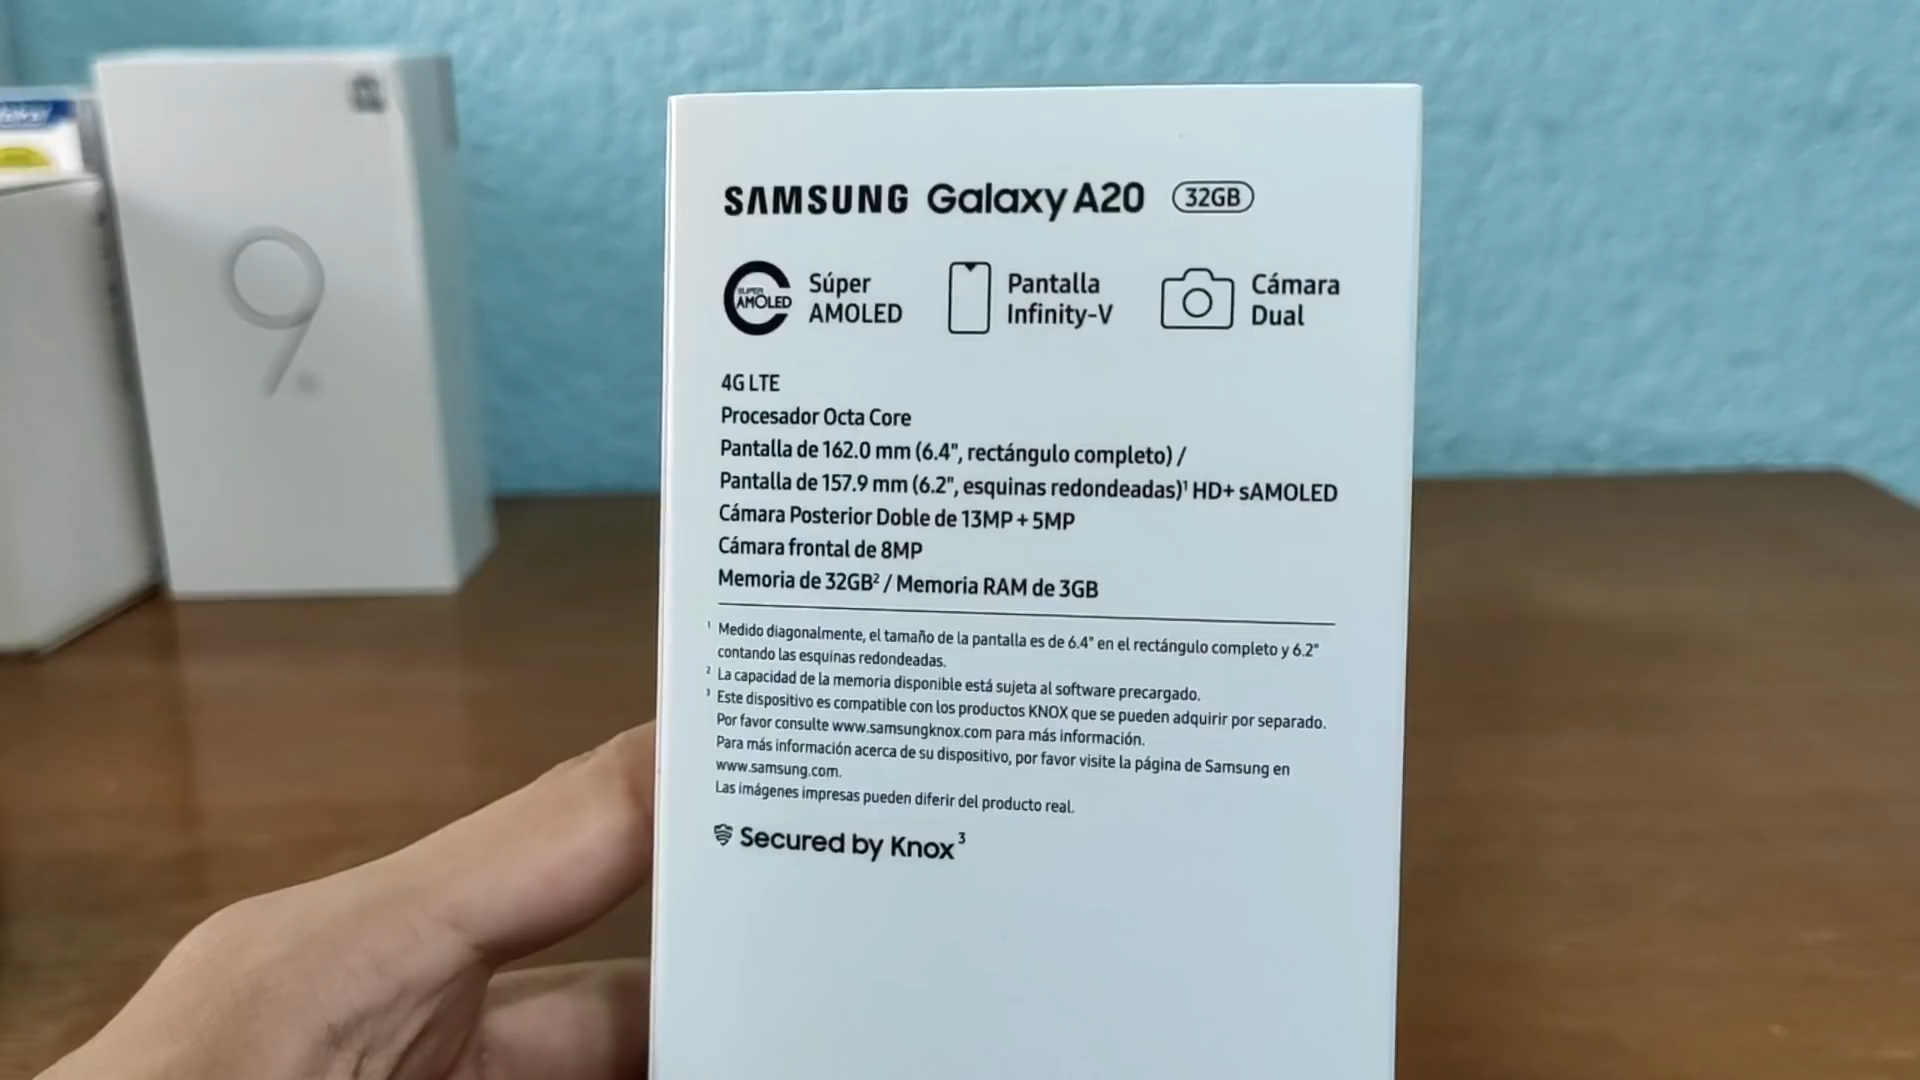 9
SAMSUNG Galaxy A20 32GB
SUPER AMOLED
Súper AMOLED
Pantalla Infinity-V
Cámara Dual
4G LTE
Procesador Octa Core
Pantalla de 162.0 mm (6.4", rectángulo completo) /
Pantalla de 157.9 mm (6.2", esquinas redondeadas)¹ HD+ sAMOLED
Cámara Posterior Doble de 13MP + 5MP
Cámara frontal de 8MP
Memoria de 32GB² / Memoria RAM de 3GB
¹ Medido diagonalmente, el tamaño de la pantalla es de 6.4" en el rectángulo completo y 6.2"
contando las esquinas redondeadas.
² La capacidad de la memoria disponible está sujeta al software precargado.
³ Este dispositivo es compatible con los productos KNOX que se pueden adquirir por separado.
Por favor consulte www.samsungknox.com para más información.
Para más información acerca de su dispositivo, por favor visite la página de Samsung en
www.samsung.com.
Las imágenes impresas pueden diferir del producto real.
Secured by Knox³